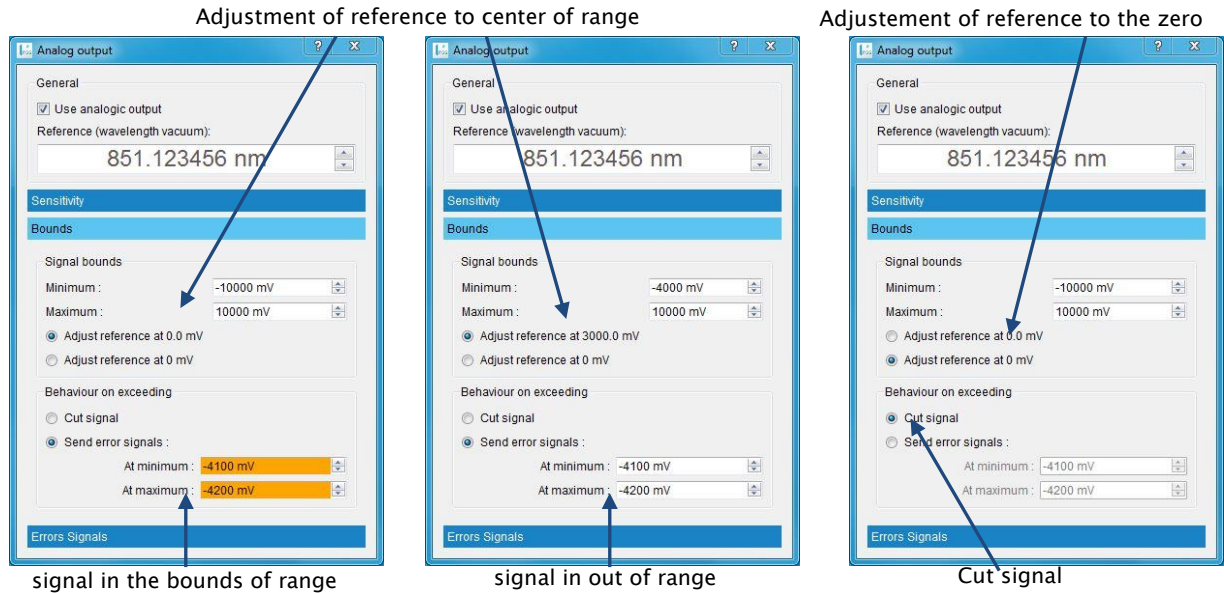 Adjustment of reference to center of range
Adjustement of reference to the zero
Analog output
General
Use analogic output
Reference (wavelength vacuum):
851.123456 nm
Sensitivity
Bounds
Signal bounds
Minimum : -10000 mV
Maximum : 10000 mV
Adjust reference at 0.0 mV
Adjust reference at 0 mV
Behaviour on exceeding
Cut signal
Send error signals :
At minimum : -4100 mV
At maximum : -4200 mV
Errors Signals
signal in the bounds of range
Analog output
General
Use analogic output
Reference (wavelength vacuum):
851.123456 nm
Sensitivity
Bounds
Signal bounds
Minimum : -4000 mV
Maximum : 10000 mV
Adjust reference at 3000.0 mV
Adjust reference at 0 mV
Behaviour on exceeding
Cut signal
Send error signals :
At minimum : -4100 mV
At maximum : -4200 mV
Errors Signals
signal in out of range
Analog output
General
Use analogic output
Reference (wavelength vacuum):
851.123456 nm
Sensitivity
Bounds
Signal bounds
Minimum : -10000 mV
Maximum : 10000 mV
Adjust reference at 0.0 mV
Adjust reference at 0 mV
Behaviour on exceeding
Cut signal
Send error signals :
At minimum : -4100 mV
At maximum : -4200 mV
Errors Signals
Cut signal